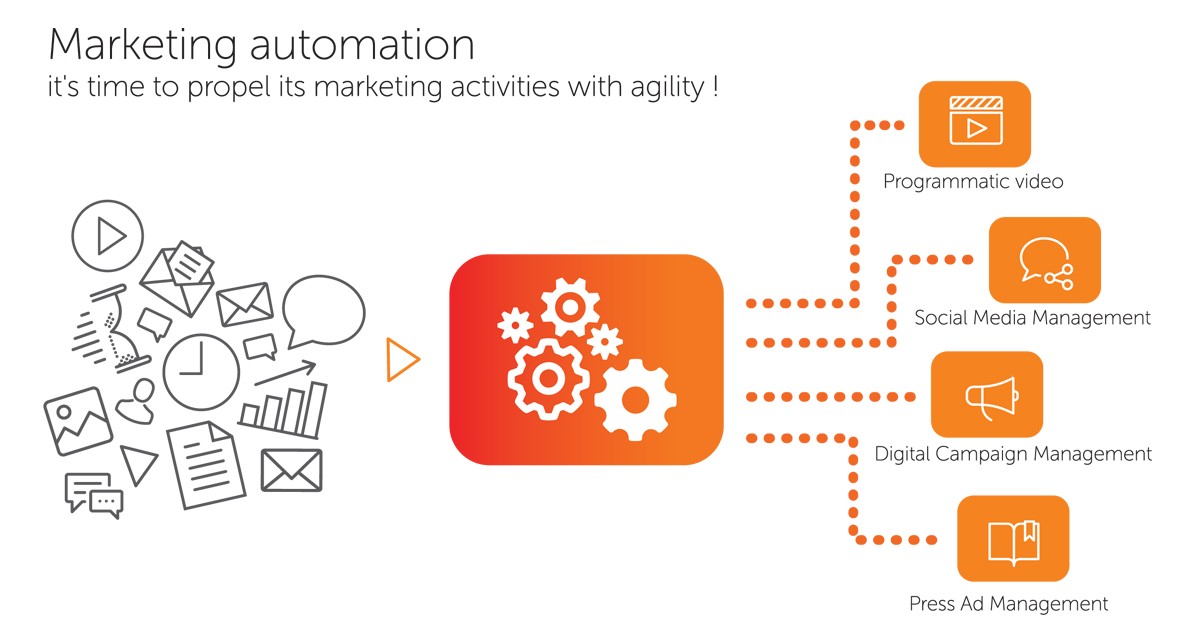 Marketing automation
it's time to propel its marketing activities with agility !
Programmatic video
Social Media Management
Digital Campaign Management
Press Ad Management